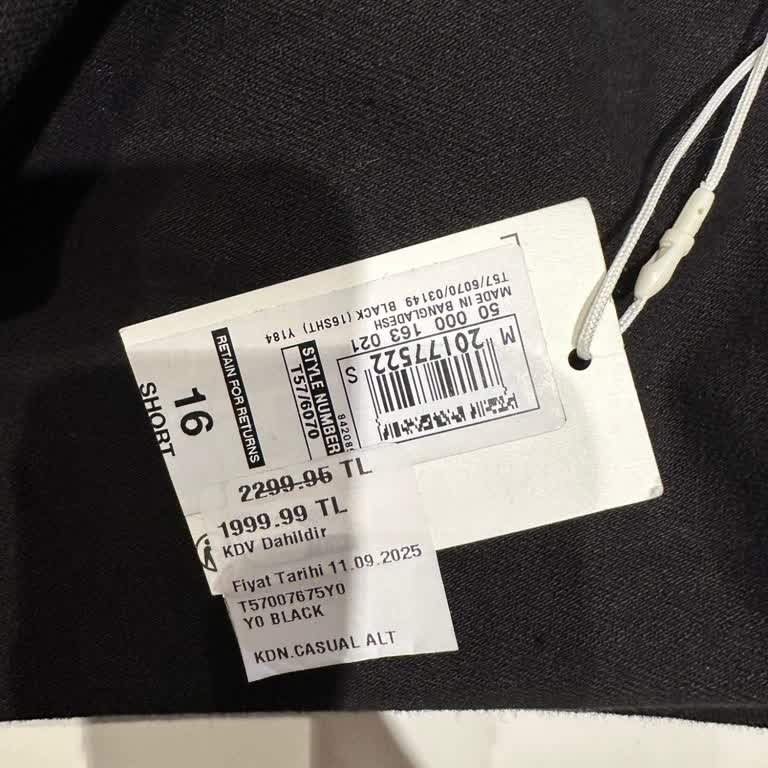 T57/6070/03149 BLACK (16SHT) Y184
MADE IN BANGLADESH
50 000 163 021
M 20177522 S
STYLE NUMBER
T57/6070
RETAIN FOR RETURNS
16
SHORT
2299.95 TL
1999.99 TL
KDV Dahildir
Fiyat Tarihi 11.09.2025
T57007675Y0
Y0 BLACK
KDN.CASUAL ALT